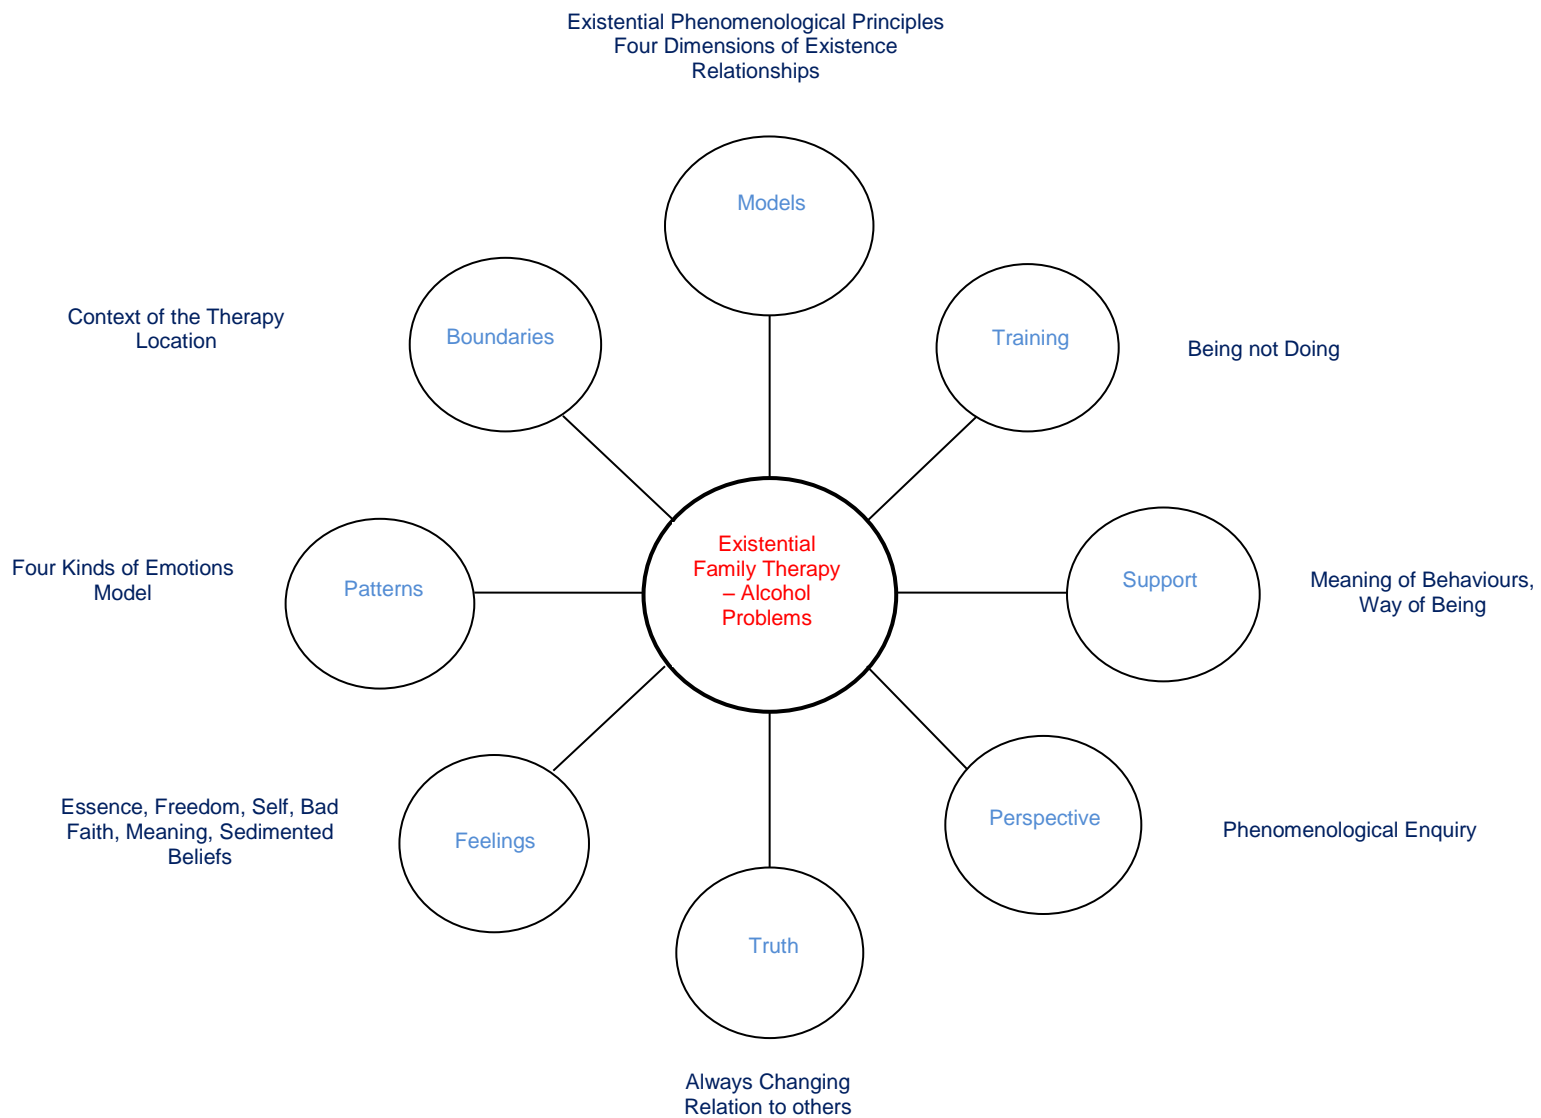 Existential Phenomenological Principles
Four Dimensions of Existence
Relationships
Models
Context of the Therapy
Location
Boundaries
Training
Being not Doing
Four Kinds of Emotions
Model
Patterns
Existential
Family Therapy
– Alcohol
Problems
Support
Meaning of Behaviours,
Way of Being
Essence, Freedom, Self, Bad
Faith, Meaning, Sedimented
Beliefs
Feelings
Perspective
Phenomenological Enquiry
Truth
Always Changing
Relation to others